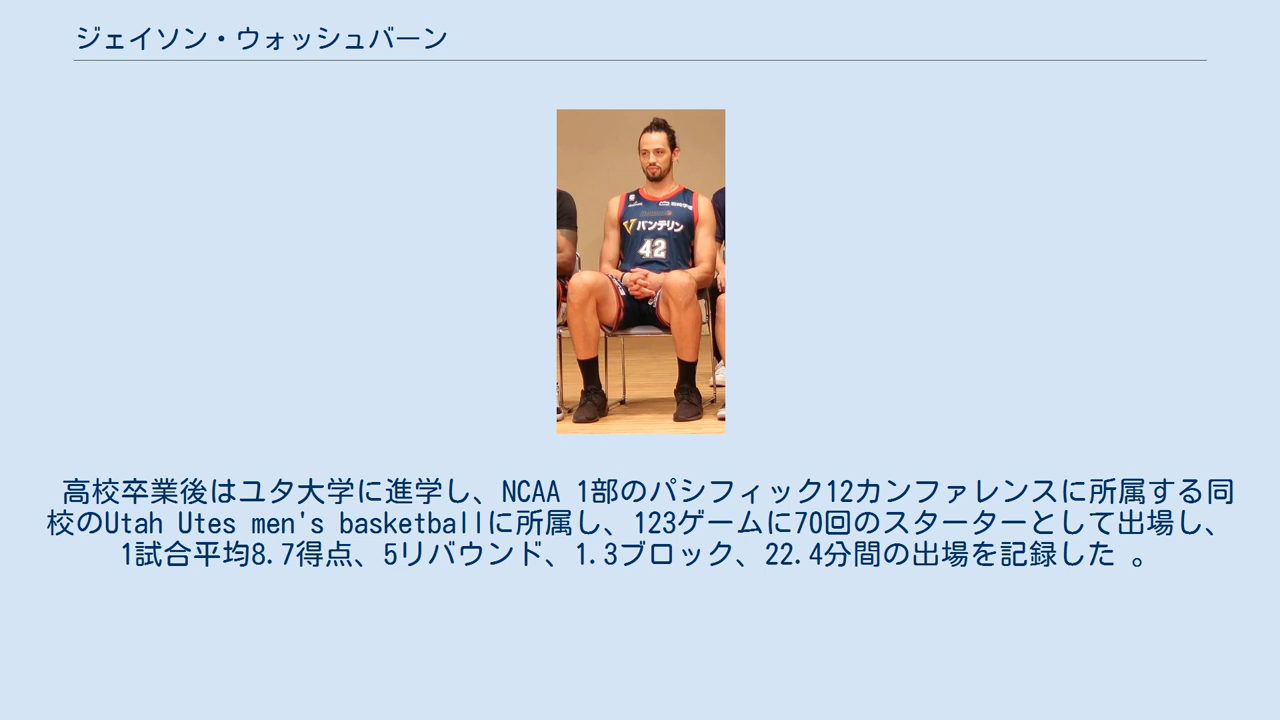 ジェイソン・ウォッシュバーン
バンテリン
42
高校卒業後はユタ大学に進学し、NCAA 1部のパシフィック12カンファレンスに所属する同
校のUtah Utes men's basketballに所属し、123ゲームに70回のスターターとして出場し、
1試合平均8.7得点、5リバウンド、1.3ブロック、22.4分間の出場を記録した 。